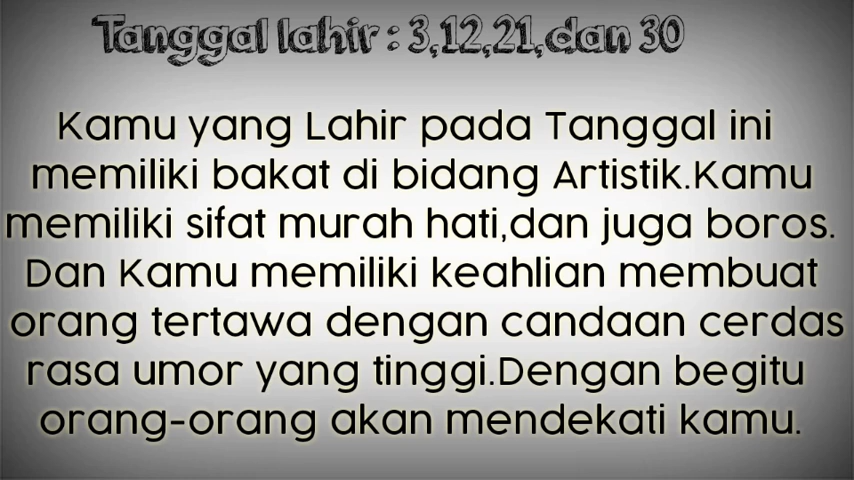 Tanggal lahir : 3,12,21,dan 30
Kamu yang Lahir pada Tanggal ini
memiliki bakat di bidang Artistik.Kamu
memiliki sifat murah hati,dan juga boros.
Dan Kamu memiliki keahlian membuat
orang tertawa dengan candaan cerdas
rasa umor yang tinggi.Dengan begitu
orang-orang akan mendekati kamu.